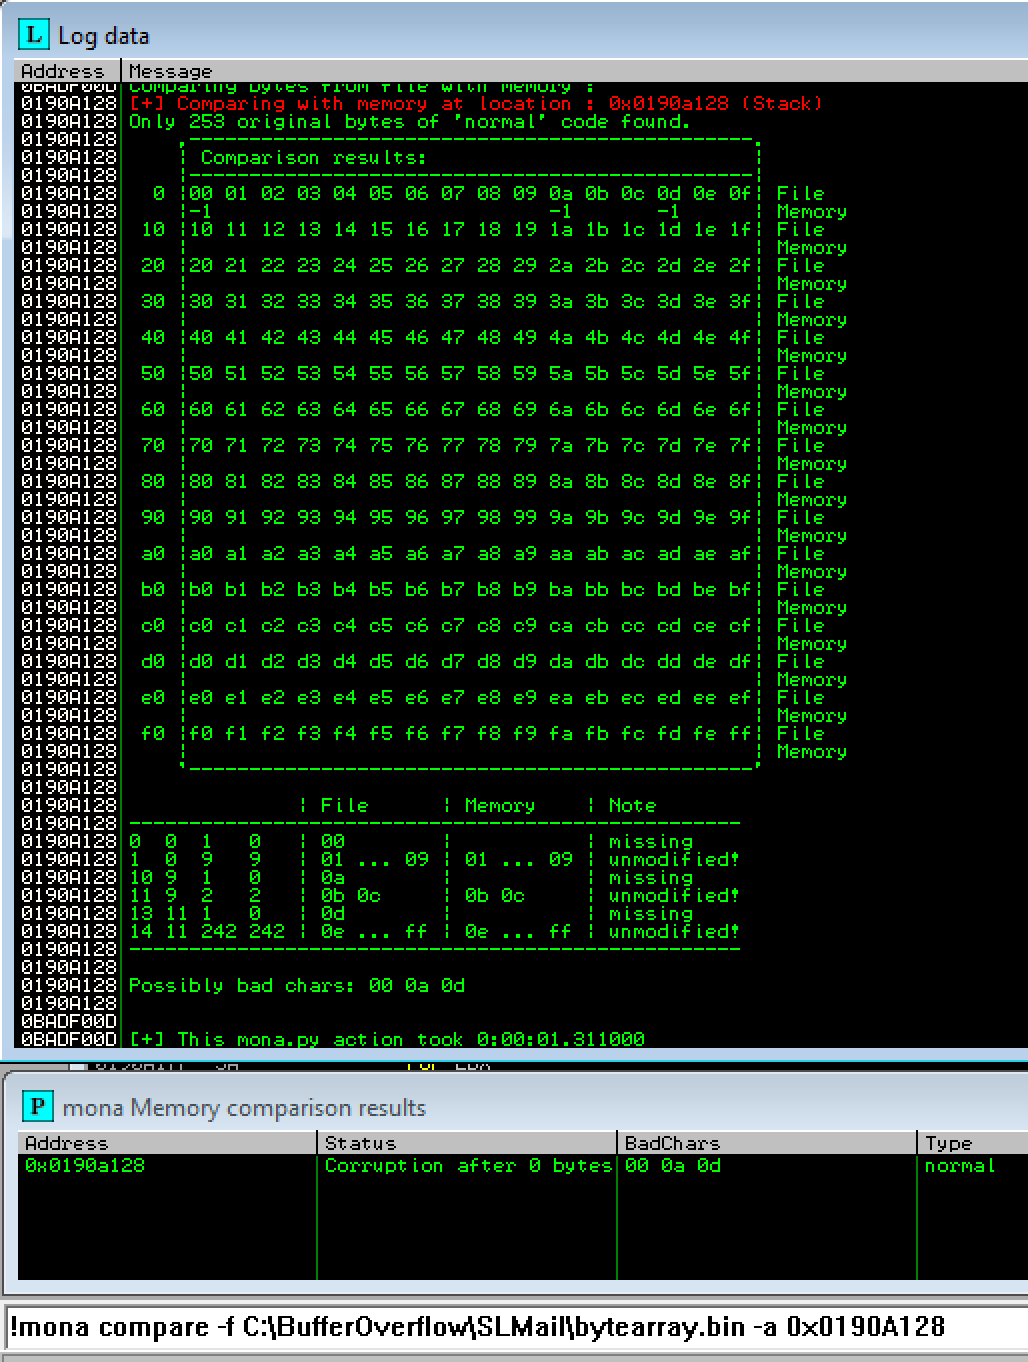 L Log data
Address Message
0BADF00D Comparing bytes from file with memory :
0190A128 [+] Comparing with memory at location : 0x0190a128 (Stack)
0190A128 Only 253 original bytes of 'normal' code found.
0190A128
0190A128 Comparison results:
0190A128
0190A128 0 00 01 02 03 04 05 06 07 08 09 0a 0b 0c 0d 0e 0f File
0190A128 -1 -1 -1 Memory
0190A128 10 10 11 12 13 14 15 16 17 18 19 1a 1b 1c 1d 1e 1f File
0190A128 Memory
0190A128 20 20 21 22 23 24 25 26 27 28 29 2a 2b 2c 2d 2e 2f File
0190A128 Memory
0190A128 30 30 31 32 33 34 35 36 37 38 39 3a 3b 3c 3d 3e 3f File
0190A128 Memory
0190A128 40 40 41 42 43 44 45 46 47 48 49 4a 4b 4c 4d 4e 4f File
0190A128 Memory
0190A128 50 50 51 52 53 54 55 56 57 58 59 5a 5b 5c 5d 5e 5f File
0190A128 Memory
0190A128 60 60 61 62 63 64 65 66 67 68 69 6a 6b 6c 6d 6e 6f File
0190A128 Memory
0190A128 70 70 71 72 73 74 75 76 77 78 79 7a 7b 7c 7d 7e 7f File
0190A128 Memory
0190A128 80 80 81 82 83 84 85 86 87 88 89 8a 8b 8c 8d 8e 8f File
0190A128 Memory
0190A128 90 90 91 92 93 94 95 96 97 98 99 9a 9b 9c 9d 9e 9f File
0190A128 Memory
0190A128 a0 a0 a1 a2 a3 a4 a5 a6 a7 a8 a9 aa ab ac ad ae af File
0190A128 Memory
0190A128 b0 b0 b1 b2 b3 b4 b5 b6 b7 b8 b9 ba bb bc bd be bf File
0190A128 Memory
0190A128 c0 c0 c1 c2 c3 c4 c5 c6 c7 c8 c9 ca cb cc cd ce cf File
0190A128 Memory
0190A128 d0 d0 d1 d2 d3 d4 d5 d6 d7 d8 d9 da db dc dd de df File
0190A128 Memory
0190A128 e0 e0 e1 e2 e3 e4 e5 e6 e7 e8 e9 ea eb ec ed ee ef File
0190A128 Memory
0190A128 f0 f0 f1 f2 f3 f4 f5 f6 f7 f8 f9 fa fb fc fd fe ff File
0190A128 Memory
0190A128
0190A128
0190A128 | File | Memory | Note
0190A128
0190A128 0 0 1 0 | 00 | | missing
0190A128 1 0 9 9 | 01 ... 09 | 01 ... 09 | unmodified!
0190A128 10 9 1 0 | 0a | | missing
0190A128 11 9 2 2 | 0b 0c | 0b 0c | unmodified!
0190A128 13 11 1 0 | 0d | | missing
0190A128 14 11 242 242 | 0e ... ff | 0e ... ff | unmodified!
0190A128
0190A128
0190A128 Possibly bad chars: 00 0a 0d
0190A128
0BADF00D
0BADF00D [+] This mona.py action took 0:00:01.311000
P mona Memory comparison results
Address Status BadChars Type
0x0190a128 Corruption after 0 bytes 00 0a 0d normal
!mona compare -f C:\BufferOverflow\SLMail\bytearray.bin -a 0x0190A128